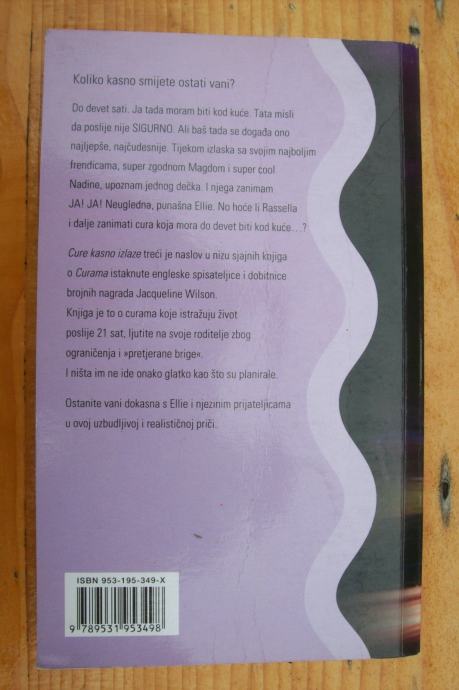 Koliko kasno smijete ostati vani?
Do devet sati. Ja tada moram biti kod kuće. Tata misli
da poslije nije SIGURNO. Ali baš tada se događa ono
najljepše, najčudesnije. Tijekom izlaska sa svojim najboljim
frendicama, super zgodnom Magdom i super cool
Nadine, upoznam jednog dečka. I njega zanimam
JA! JA! Neugledna, punašna Ellie. No hoće li Rassella
i dalje zanimati cura koja mora do devet biti kod kuće…?
Cure kasno izlaze treći je naslov u nizu sjajnih knjiga
o Curama istaknute engleske spisateljice i dobitnice
brojnih nagrada Jacqueline Wilson.
Knjiga je to o curama koje istražuju život
poslije 21 sat, ljutite na svoje roditelje zbog
ograničenja i »pretjerane brige«.
I ništa im ne ide onako glatko kao što su planirale.
Ostanite vani dokasna s Ellie i njezinim prijateljicama
u ovoj uzbudljivoj i realističnoj priči.
ISBN 953-195-349-X
9 789531 953498